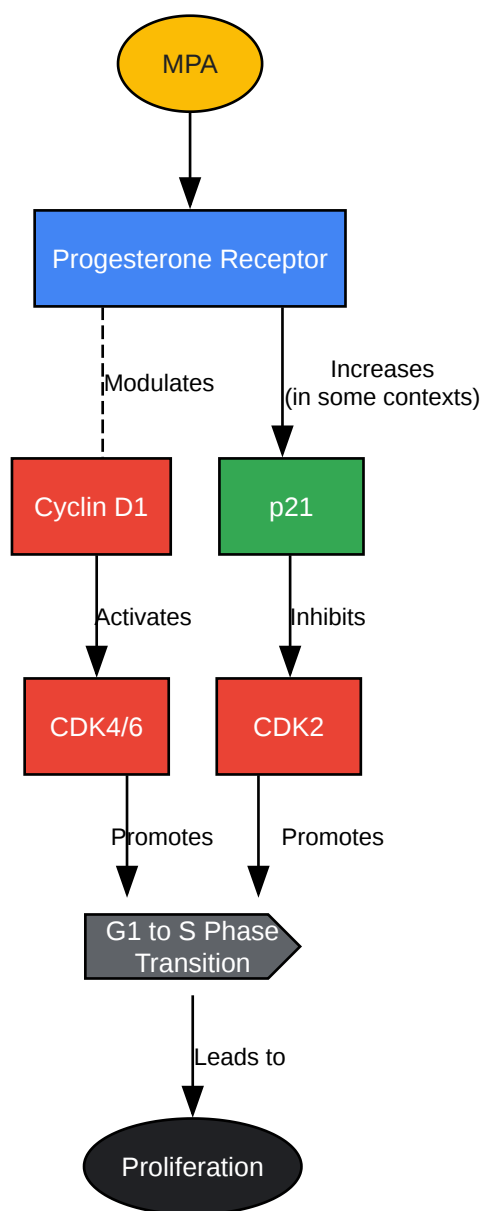 MPA
Progesterone Receptor
Modulates
Increases
(in some contexts)
Cyclin D1
p21
Activates
Inhibits
CDK4/6
CDK2
Promotes
Promotes
G1 to S Phase
Transition
Leads to
Proliferation